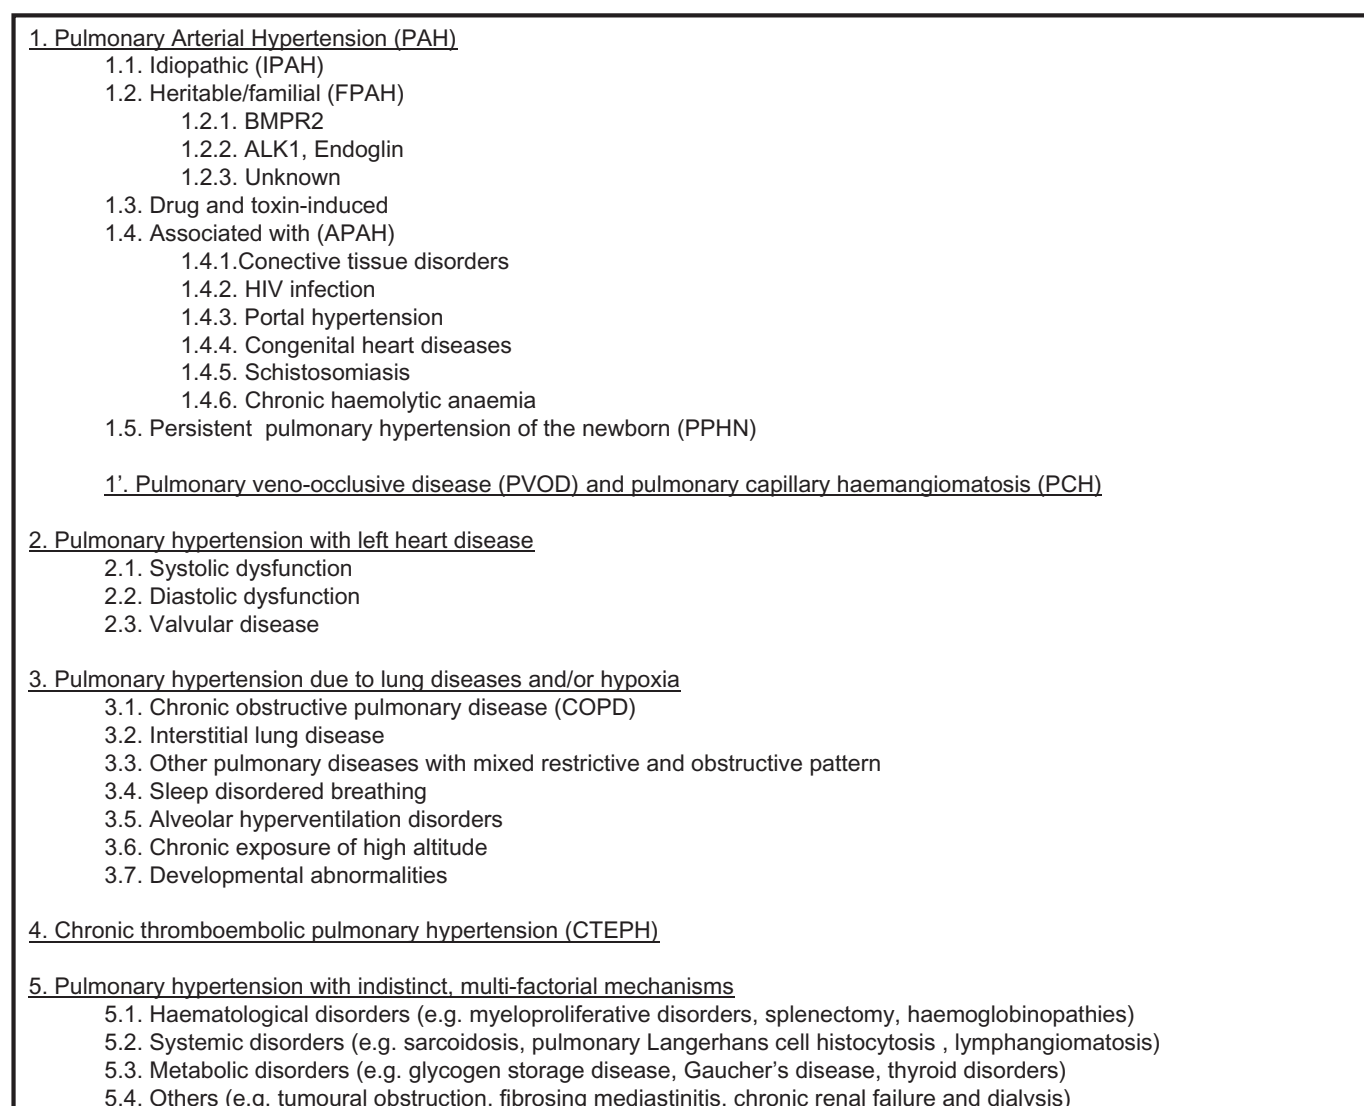 1. Pulmonary Arterial Hypertension (PAH)
1.1. Idiopathic (IPAH)
1.2. Heritable/familial (FPAH)
1.2.1. BMPR2
1.2.2. ALK1, Endoglin
1.2.3. Unknown
1.3. Drug and toxin-induced
1.4. Associated with (APAH)
1.4.1.Conective tissue disorders
1.4.2. HIV infection
1.4.3. Portal hypertension
1.4.4. Congenital heart diseases
1.4.5. Schistosomiasis
1.4.6. Chronic haemolytic anaemia
1.5. Persistent pulmonary hypertension of the newborn (PPHN)
1’. Pulmonary veno-occlusive disease (PVOD) and pulmonary capillary haemangiomatosis (PCH)
2. Pulmonary hypertension with left heart disease
2.1. Systolic dysfunction
2.2. Diastolic dysfunction
2.3. Valvular disease
3. Pulmonary hypertension due to lung diseases and/or hypoxia
3.1. Chronic obstructive pulmonary disease (COPD)
3.2. Interstitial lung disease
3.3. Other pulmonary diseases with mixed restrictive and obstructive pattern
3.4. Sleep disordered breathing
3.5. Alveolar hyperventilation disorders
3.6. Chronic exposure of high altitude
3.7. Developmental abnormalities
4. Chronic thromboembolic pulmonary hypertension (CTEPH)
5. Pulmonary hypertension with indistinct, multi-factorial mechanisms
5.1. Haematological disorders (e.g. myeloproliferative disorders, splenectomy, haemoglobinopathies)
5.2. Systemic disorders (e.g. sarcoidosis, pulmonary Langerhans cell histocytosis , lymphangiomatosis)
5.3. Metabolic disorders (e.g. glycogen storage disease, Gaucher’s disease, thyroid disorders)
5.4. Others (e.g. tumoural obstruction, fibrosing mediastinitis, chronic renal failure and dialysis)